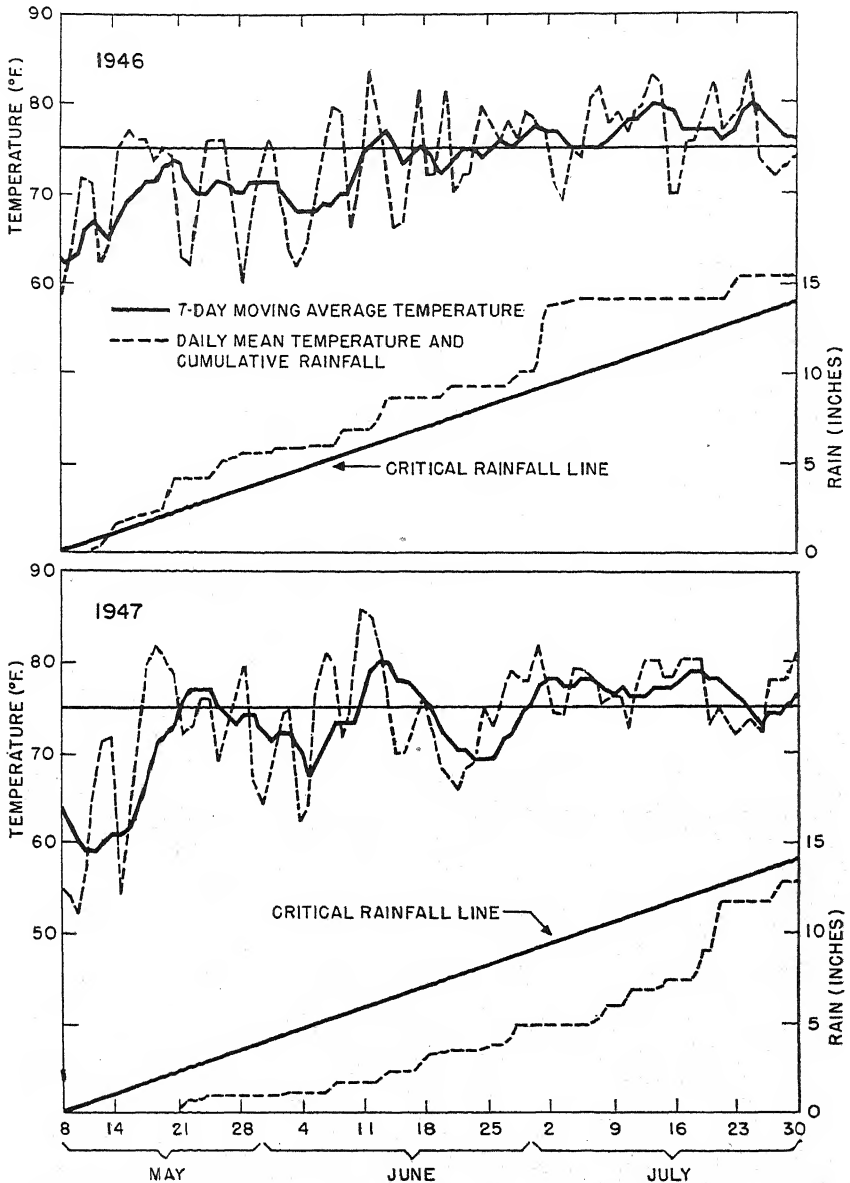 90
1946
80
70
60
TEMPERATURE (°F.)
7-DAY MOVING AVERAGE TEMPERATURE
DAILY MEAN TEMPERATURE AND
CUMULATIVE RAINFALL
15
10
5
0
RAIN (INCHES)
CRITICAL RAINFALL LINE
90
1947
80
70
60
50
TEMPERATURE (°F.)
CRITICAL RAINFALL LINE
15
10
5
0
RAIN (INCHES)
8 14 21 28 4 11 18 25 2 9 16 23 30
MAY JUNE JULY